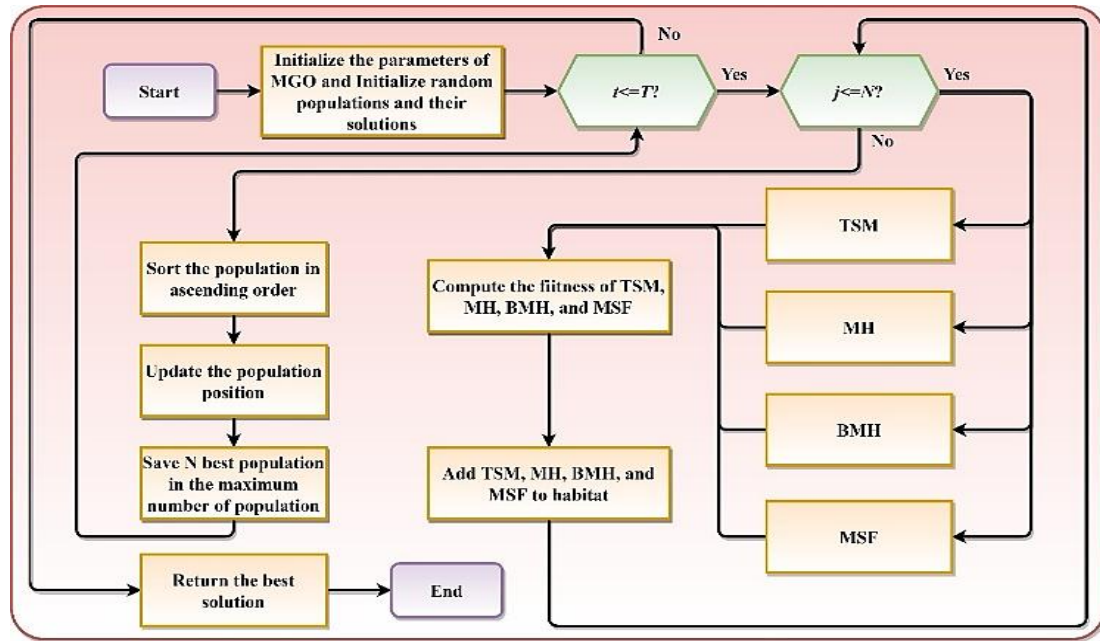 No
Start
Initialize the parameters of
MGO and Initialize random
populations and their
solutions
t<=T?
Yes
j<=N?
Yes
No
TSM
Sort the population in
ascending order
Compute the fiitness of TSM,
MH, BMH, and MSF
MH
Update the population
position
BMH
Save N best population
in the maximum
number of population
Add TSM, MH, BMH, and
MSF to habitat
MSF
Return the best
solution
End